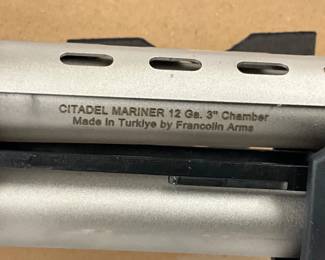 CITADEL MARINER 12 Ga. 3" Chamber
Made in Turkiye by Francolin Arms